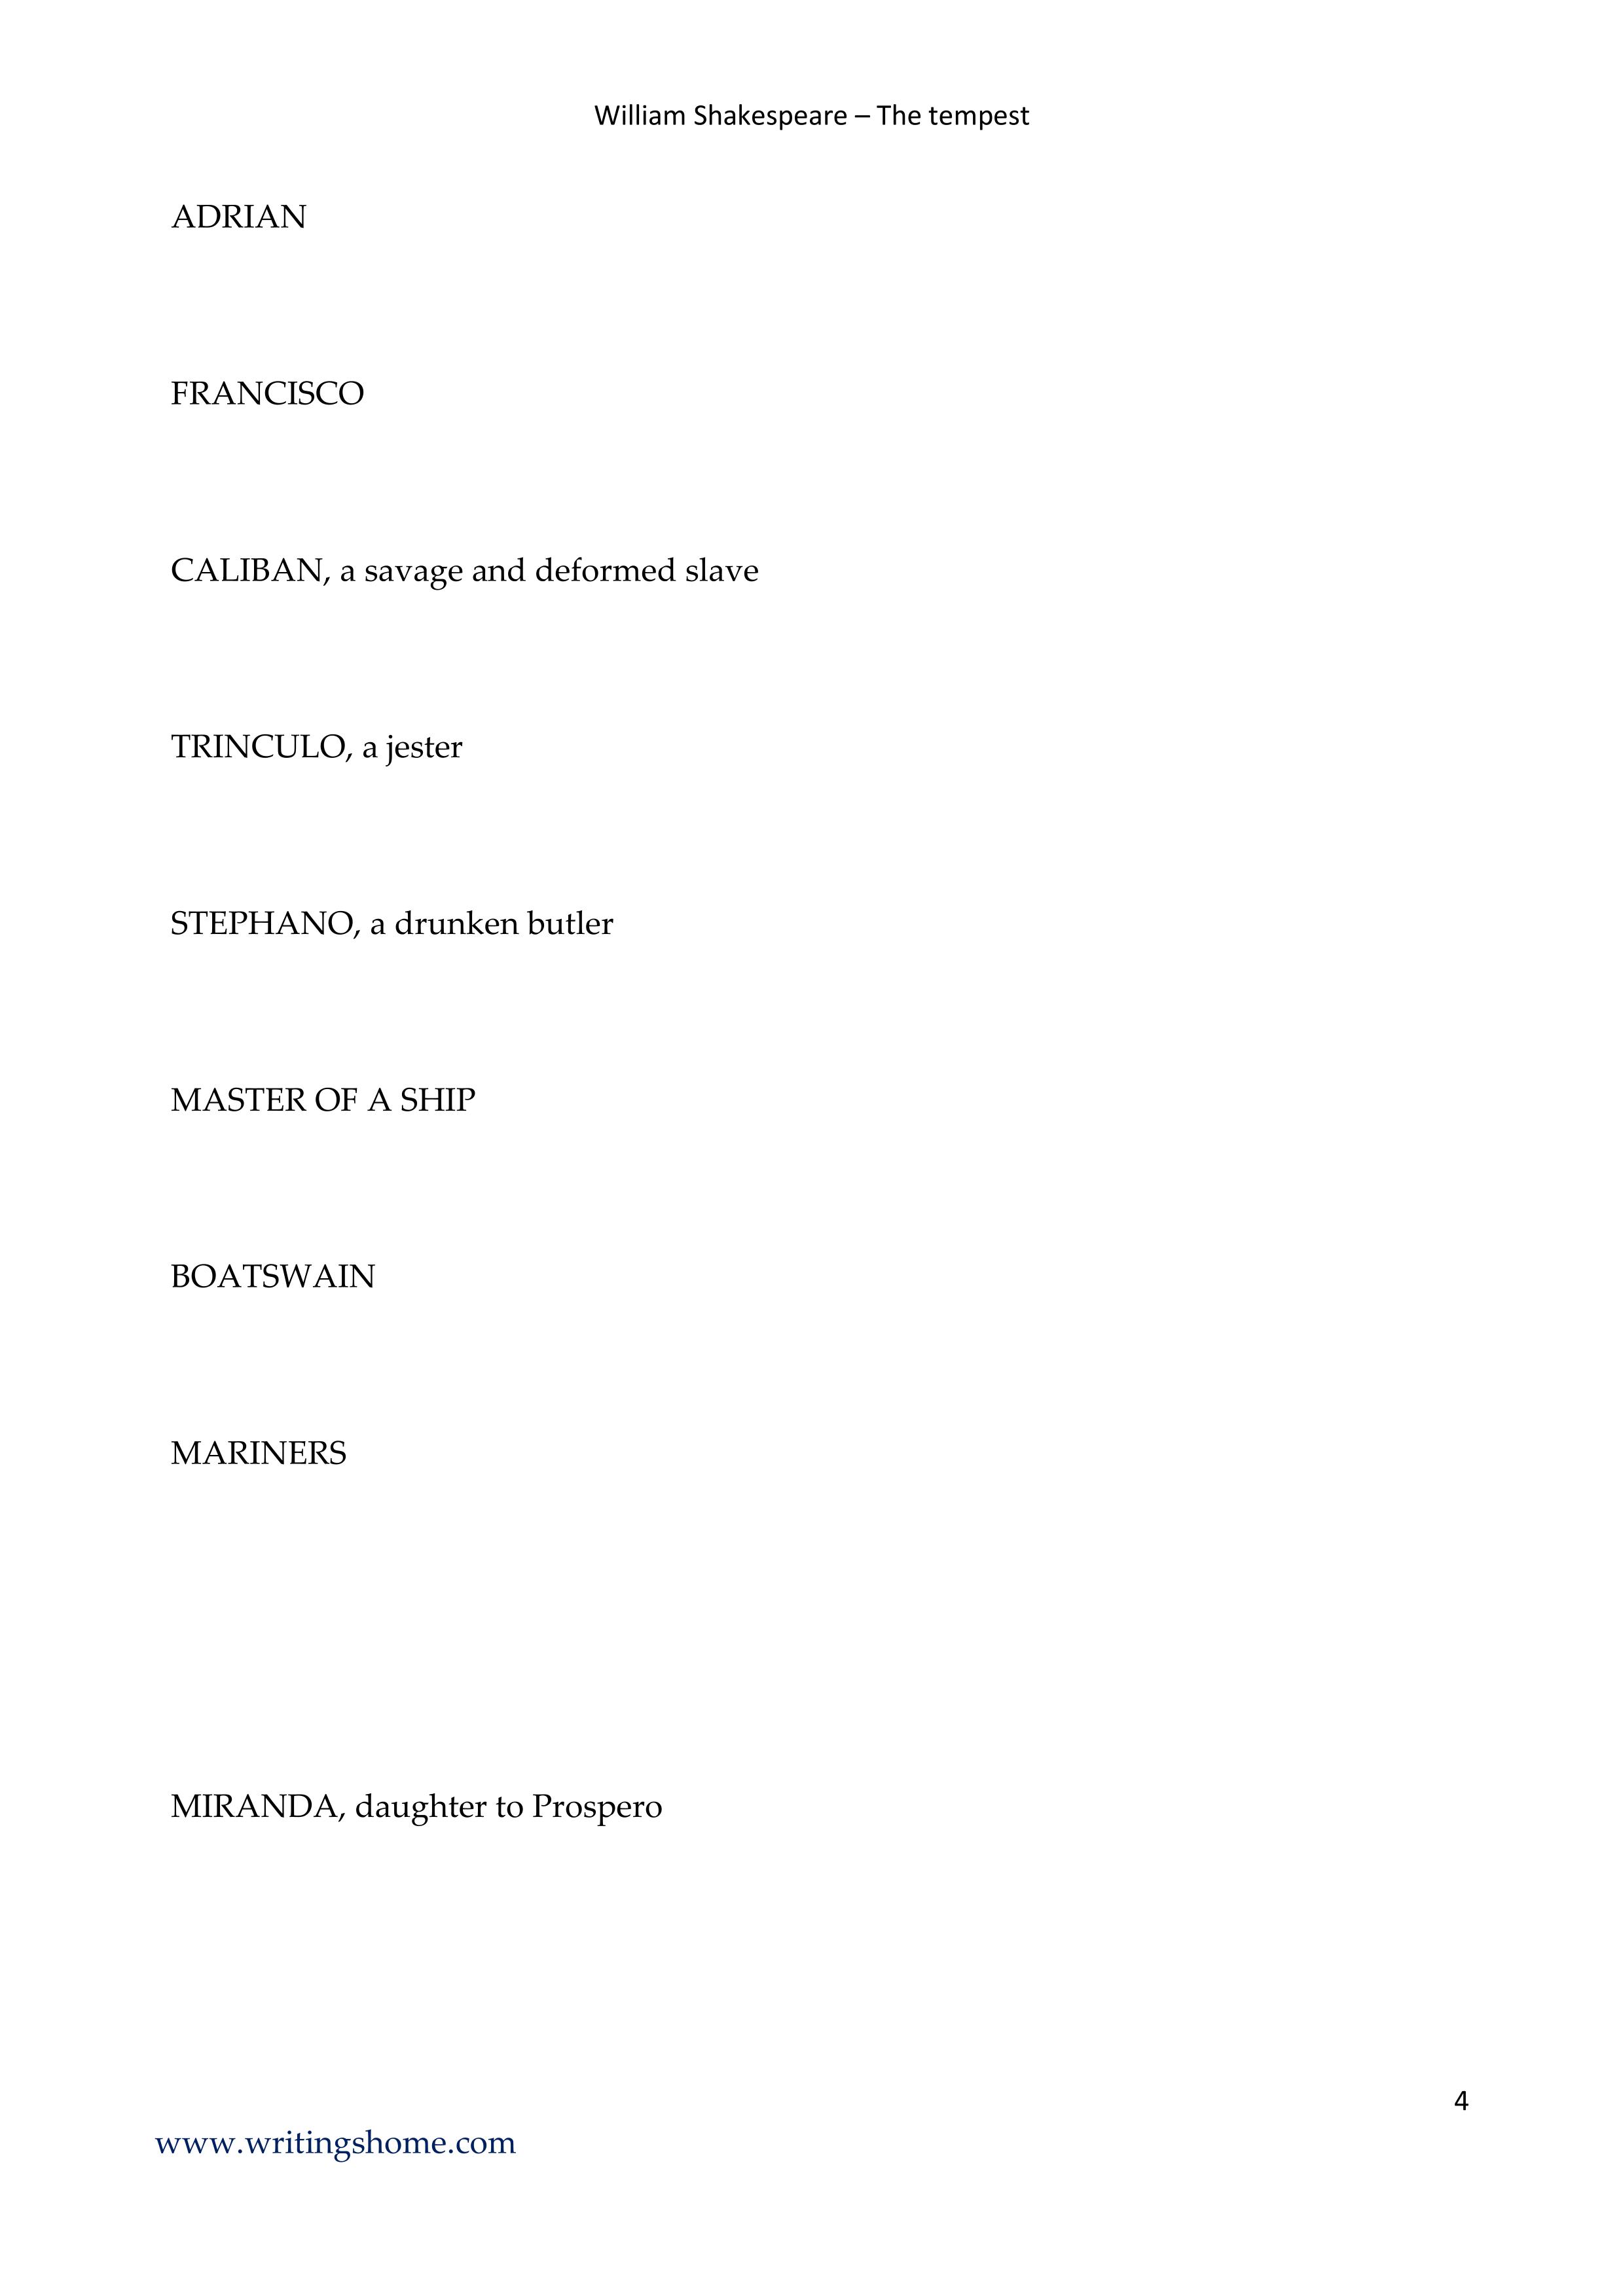 William Shakespeare – The tempest
ADRIAN
FRANCISCO
CALIBAN, a savage and deformed slave
TRINCULO, a jester
STEPHANO, a drunken butler
MASTER OF A SHIP
BOATSWAIN
MARINERS
MIRANDA, daughter to Prospero
4
www.writingshome.com